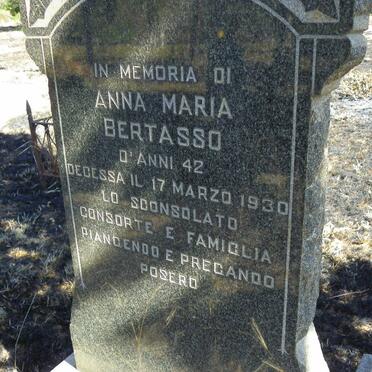 IN MEMORIA DI
ANNA MARIA
BERTASSO
D'ANNI 42
DECESSA IL 17 MARZO 1930
LO SCONSOLATO
CONSORTE E FAMIGLIA
PIANGENDO E PREGANDO
POSERO